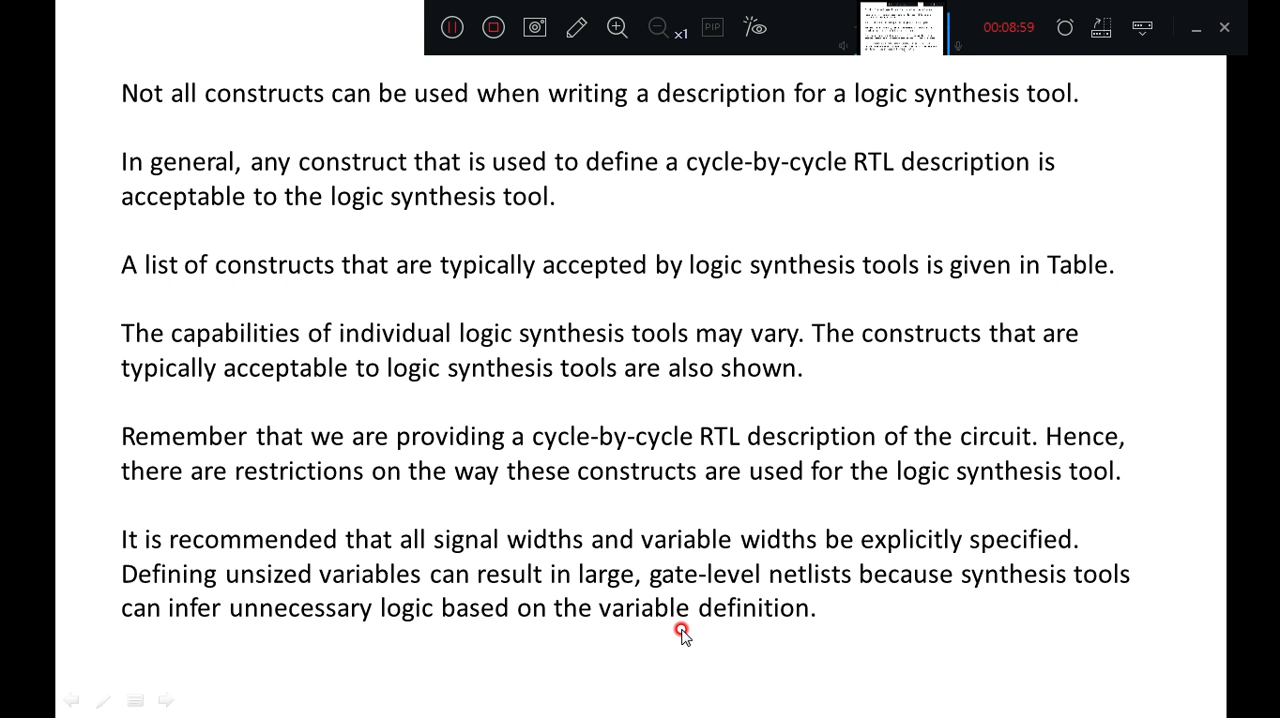 x1
PIP
00:08:59
Not all constructs can be used when writing a description for a logic synthesis tool.
In general, any construct that is used to define a cycle-by-cycle RTL description is
acceptable to the logic synthesis tool.
A list of constructs that are typically accepted by logic synthesis tools is given in Table.
The capabilities of individual logic synthesis tools may vary. The constructs that are
typically acceptable to logic synthesis tools are also shown.
Remember that we are providing a cycle-by-cycle RTL description of the circuit. Hence,
there are restrictions on the way these constructs are used for the logic synthesis tool.
It is recommended that all signal widths and variable widths be explicitly specified.
Defining unsized variables can result in large, gate-level netlists because synthesis tools
can infer unnecessary logic based on the variable definition.